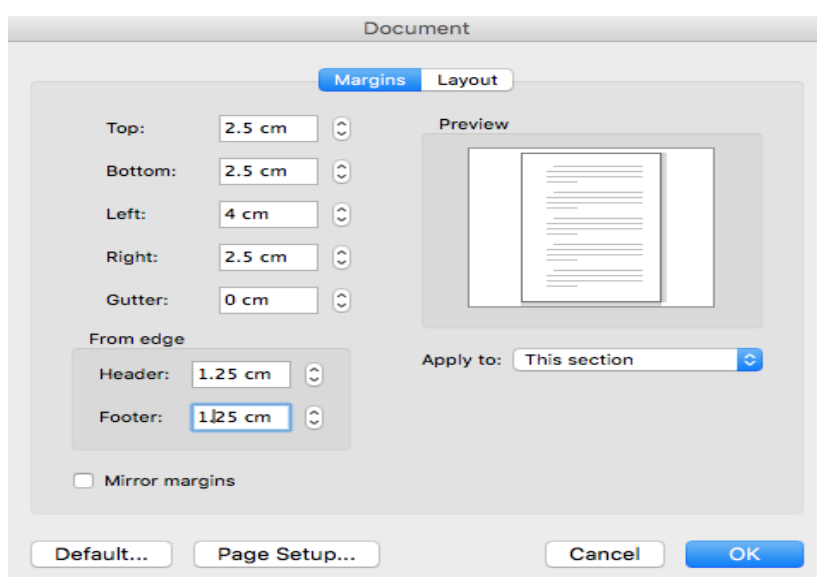 Document
Margins Layout
Top: 2.5 cm
Bottom: 2.5 cm
Left: 4 cm
Right: 2.5 cm
Gutter: 0 cm
From edge
Header: 1.25 cm
Footer: 1.25 cm
Mirror margins
Preview
Apply to: This section
Default... Page Setup... Cancel OK